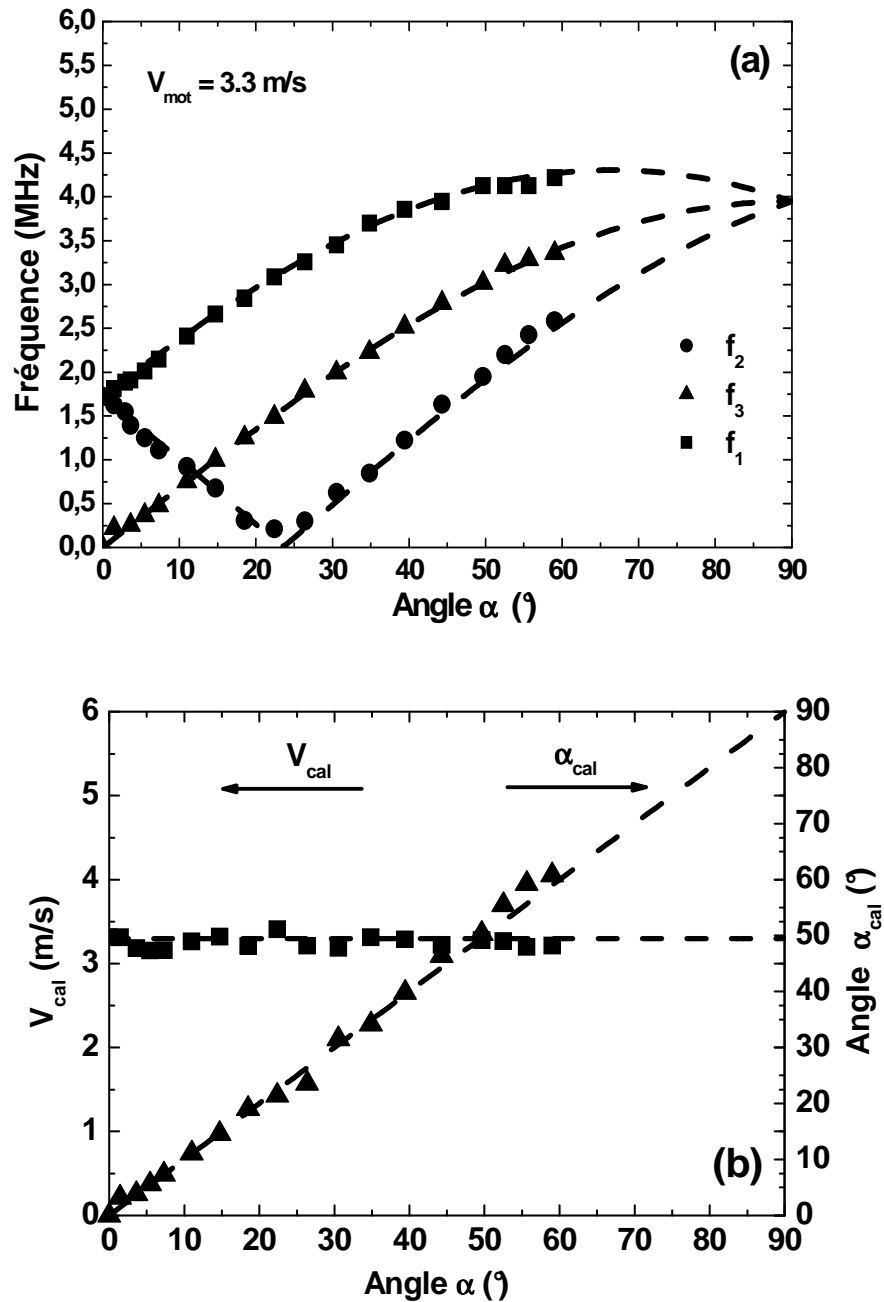 6,0
5,5
5,0
4,5
4,0
3,5
3,0
2,5
2,0
1,5
1,0
0,5
0,0
Fréquence (MHz)
(a)
V_mot = 3.3 m/s
f_2
f_3
f_1
0 10 20 30 40 50 60 70 80 90
Angle α (°)
6
5
4
3
2
1
0
V_cal (m/s)
V_cal
α_cal
90
80
70
60
50
40
30
20
10
0
Angle α_cal (°)
(b)
0 10 20 30 40 50 60 70 80 90
Angle α (°)